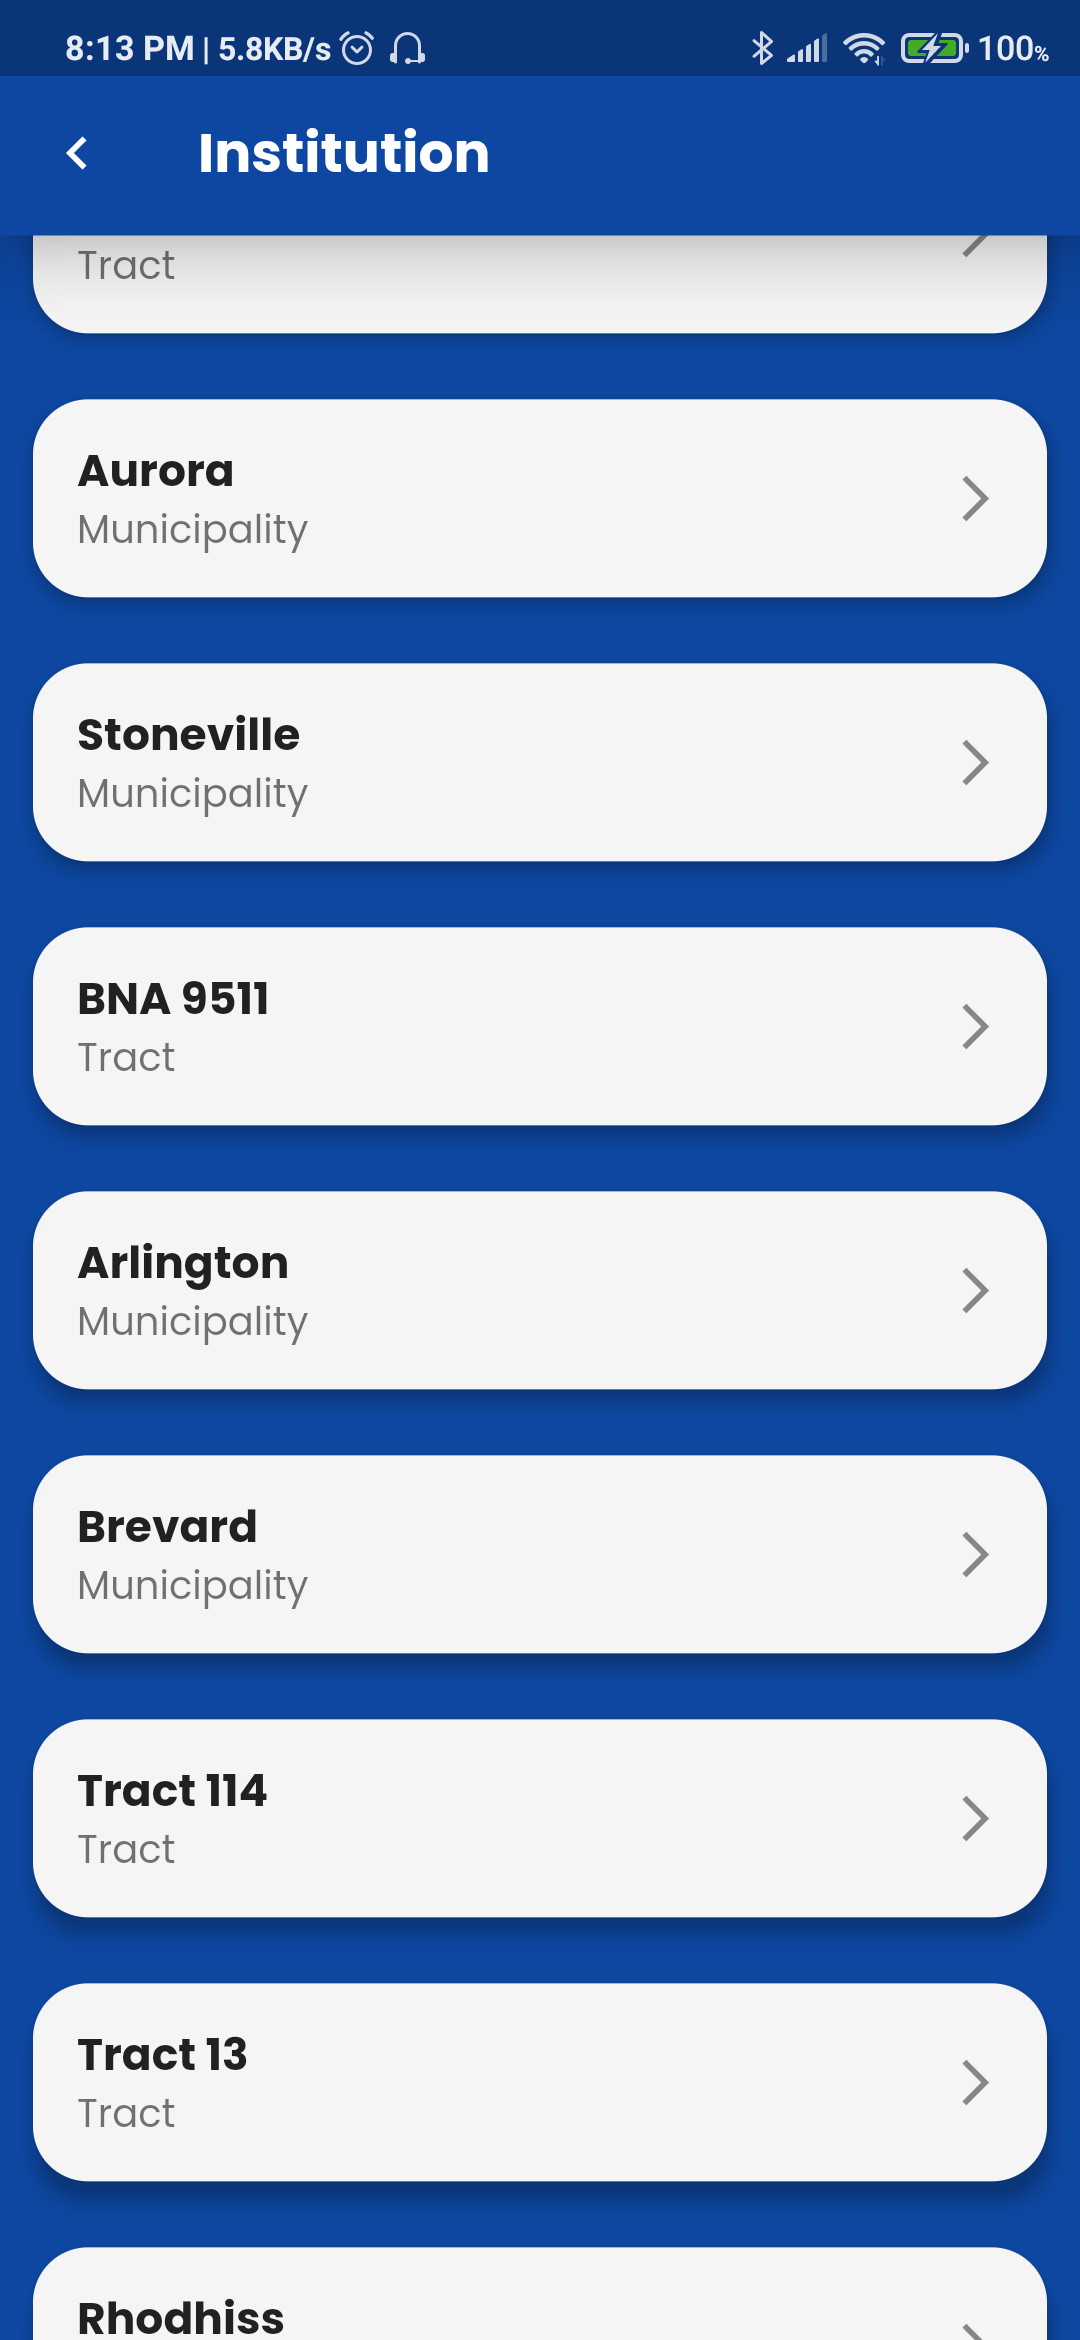 8:13 PM | 5.8KB/s 100%
Institution
Tract
Aurora
Municipality
Stoneville
Municipality
BNA 9511
Tract
Arlington
Municipality
Brevard
Municipality
Tract 114
Tract
Tract 13
Tract
Rhodhiss